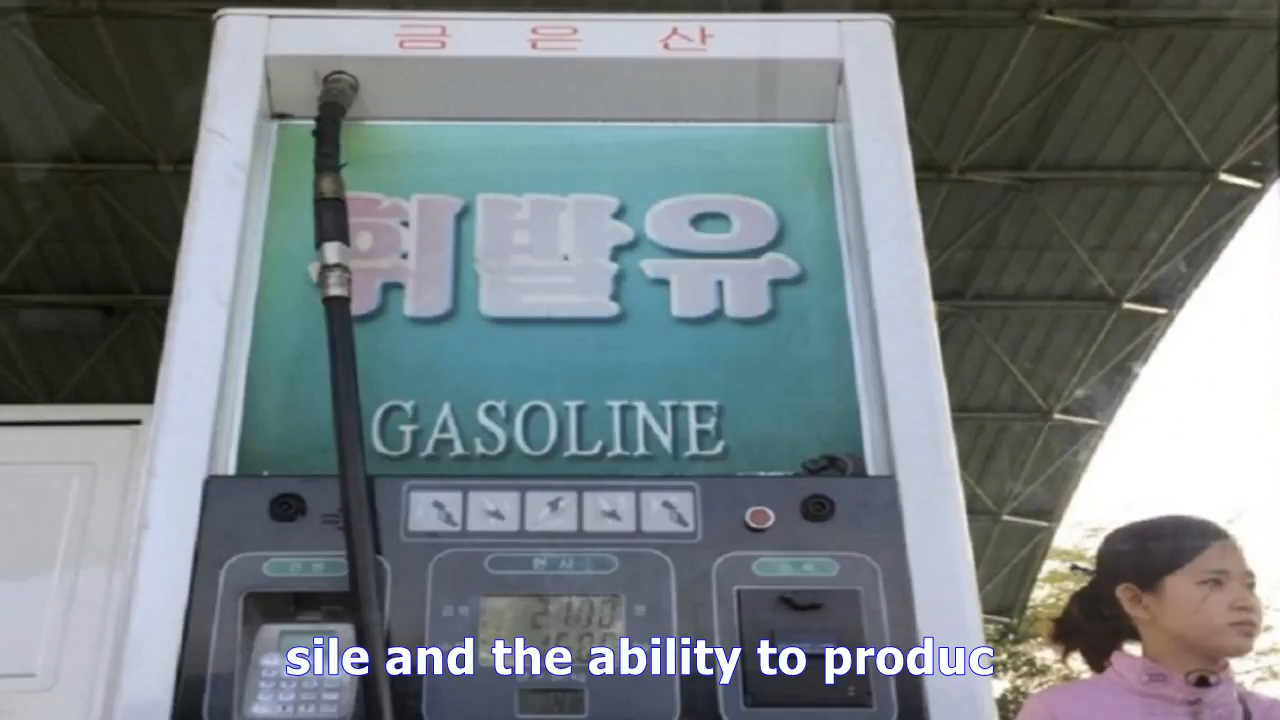 금은산
휘발유
GASOLINE
sile and the ability to produc